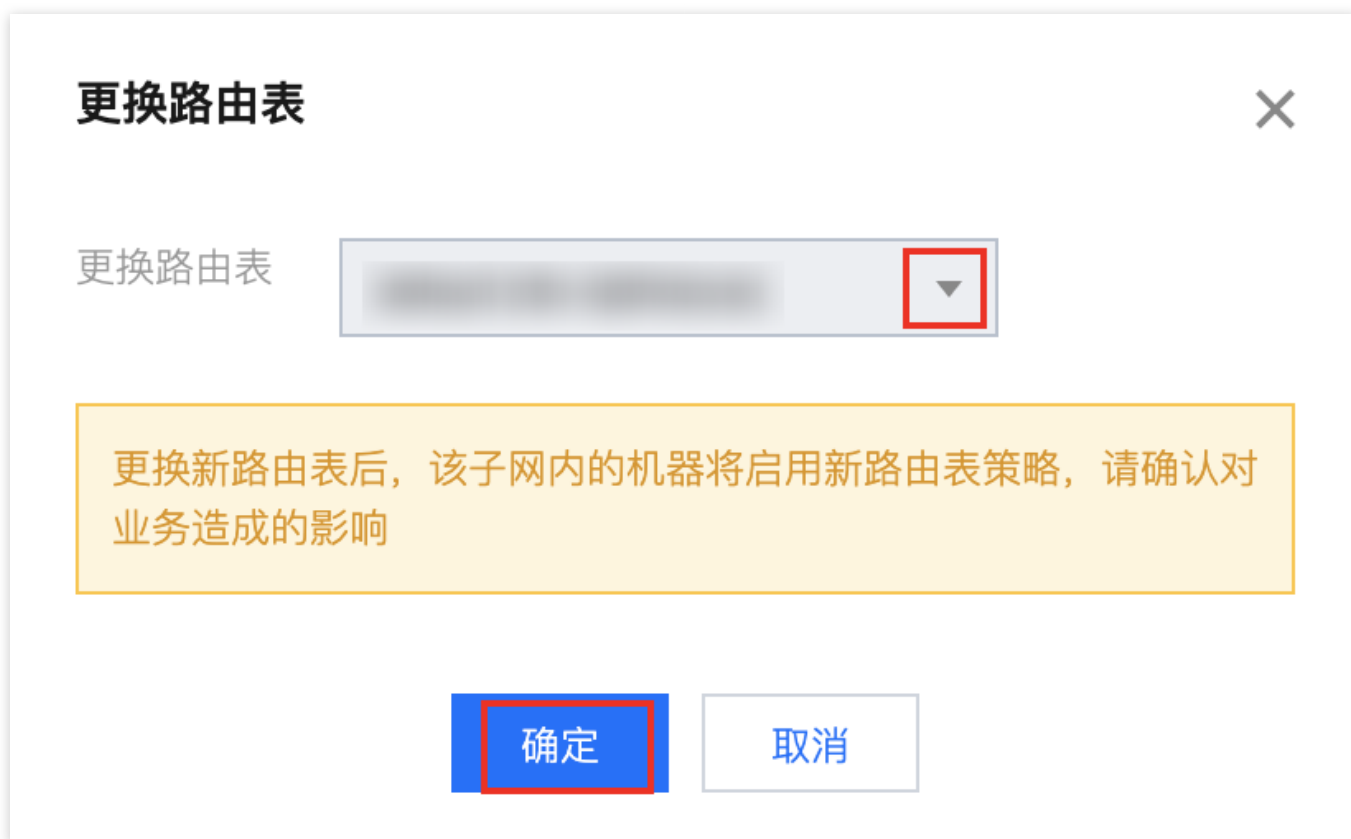 更换路由表
更换路由表
更换新路由表后，该子网内的机器将启用新路由表策略，请确认对
业务造成的影响
确定
取消